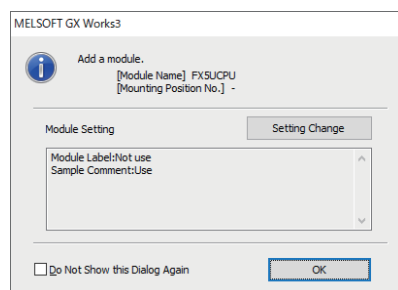 MELSOFT GX Works3
Add a module.
[Module Name] FX5UCPU
[Mounting Position No.] -
Module Setting
Setting Change
Module Label:Not use
Sample Comment:Use
Do Not Show this Dialog Again
OK